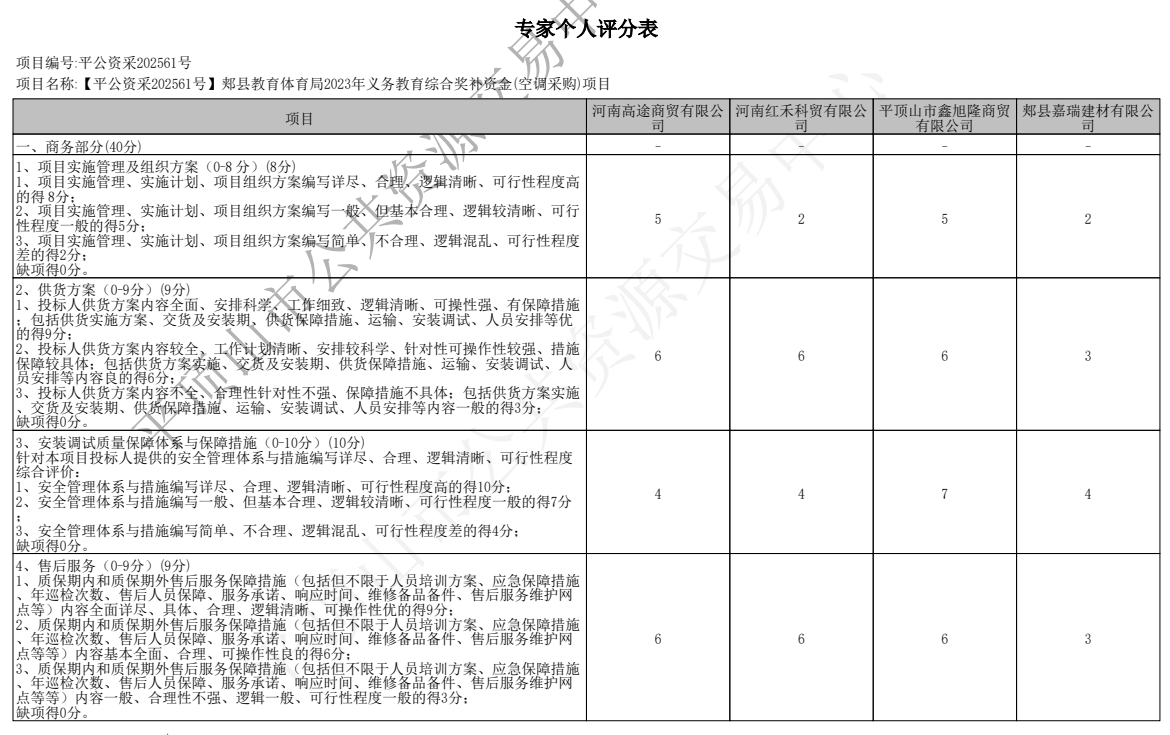 专家个人评分表
项目编号:平公资采202561号
项目名称:【平公资采202561号】郏县教育体育局2023年义务教育综合奖补资金(空调采购)项目
项目
河南高途商贸有限公
司
河南红禾科贸有限公
司
平顶山市鑫旭隆商贸
有限公司
郏县嘉瑞建材有限公
司
一、商务部分(40分)
-
-
-
-
1、项目实施管理及组织方案（0-8 分）(8分)
1、项目实施管理、实施计划、项目组织方案编写详尽、合理、逻辑清晰、可行性程度高
的得 8分；
2、项目实施管理、实施计划、项目组织方案编写一般、但基本合理、逻辑较清晰、可行
性程度一般的得5分；
3、项目实施管理、实施计划、项目组织方案编写简单、不合理、逻辑混乱、可行性程度
差的得2分；
缺项得0分。
5
2
5
2
2、供货方案（0-9分）(9分)
1、投标人供货方案内容全面、安排科学、工作细致、逻辑清晰、可操性强、有保障措施
；包括供货实施方案、交货及安装期、供货保障措施、运输、安装调试、人员安排等优
的得9分；
2、投标人供货方案内容较全、工作计划清晰、安排较科学、针对性可操作性较强、措施
保障较具体；包括供货方案实施、交货及安装期、供货保障措施、运输、安装调试、人
员安排等内容良的得6分；
3、投标人供货方案内容不全、合理性针对性不强、保障措施不具体；包括供货方案实施
、交货及安装期、供货保障措施、运输、安装调试、人员安排等内容一般的得3分；
缺项得0分。
6
6
6
3
3、安装调试质量保障体系与保障措施（0-10分）(10分)
针对本项目投标人提供的安全管理体系与措施编写详尽、合理、逻辑清晰、可行性程度
综合评价：
1、安全管理体系与措施编写详尽、合理、逻辑清晰、可行性程度高的得10分；
2、安全管理体系与措施编写一般、但基本合理、逻辑较清晰、可行性程度一般的得7分
；
3、安全管理体系与措施编写简单、不合理、逻辑混乱、可行性程度差的得4分；
缺项得0分。
4
4
7
4
4、售后服务（0-9分）(9分)
1、质保期内和质保期外售后服务保障措施（包括但不限于人员培训方案、应急保障措施
、年巡检次数、售后人员保障、服务承诺、响应时间、维修备品备件、售后服务维护网
点等）内容全面详尽、具体、合理、逻辑清晰、可操作性优的得9分；
2、质保期内和质保期外售后服务保障措施（包括但不限于人员培训方案、应急保障措施
、年巡检次数、售后人员保障、服务承诺、响应时间、维修备品备件、售后服务维护网
点等等）内容基本全面、合理、可操作性良的得6分；
3、质保期内和质保期外售后服务保障措施（包括但不限于人员培训方案、应急保障措施
、年巡检次数、售后人员保障、服务承诺、响应时间、维修备品备件、售后服务维护网
点等等）内容一般、合理性不强、逻辑一般、可行性程度一般的得3分；
缺项得0分。
6
6
6
3
平顶山市公共资源交易中
平顶山市公共资源交易中心